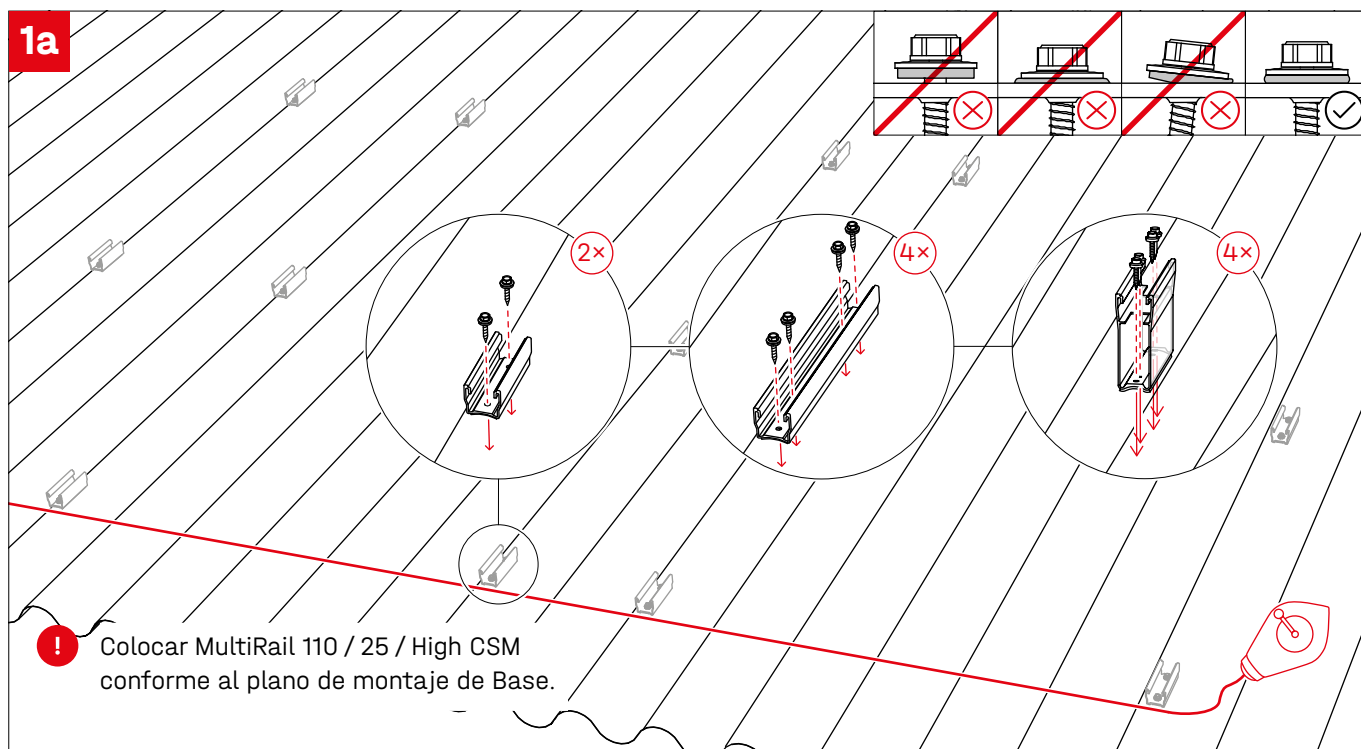 1a
2×
4×
4×
!
Colocar MultiRail 110 / 25 / High CSM
conforme al plano de montaje de Base.